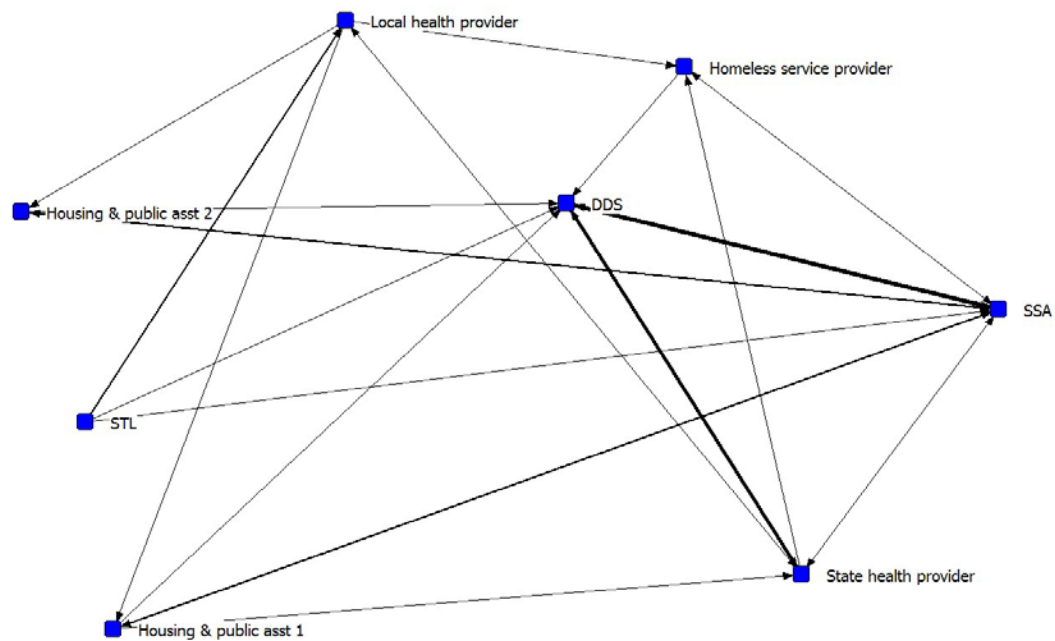 Local health provider
Homeless service provider
DDS
Housing & public asst 2
SSA
STL
State health provider
Housing & public asst 1